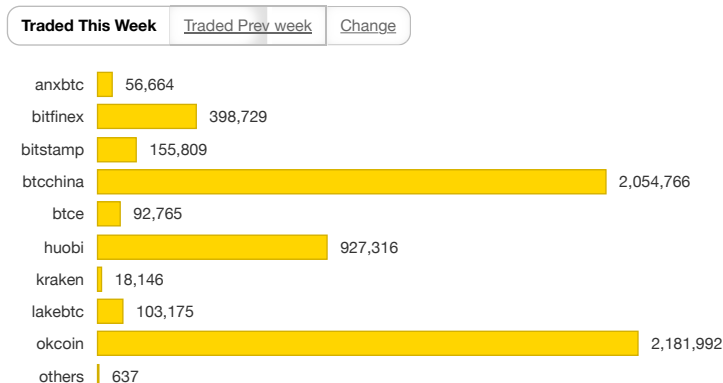 Traded This Week Traded Prev week Change
anxbtc 56,664
bitfinex 398,729
bitstamp 155,809
btcchina 2,054,766
btce 92,765
huobi 927,316
kraken 18,146
lakebtc 103,175
okcoin 2,181,992
others 637